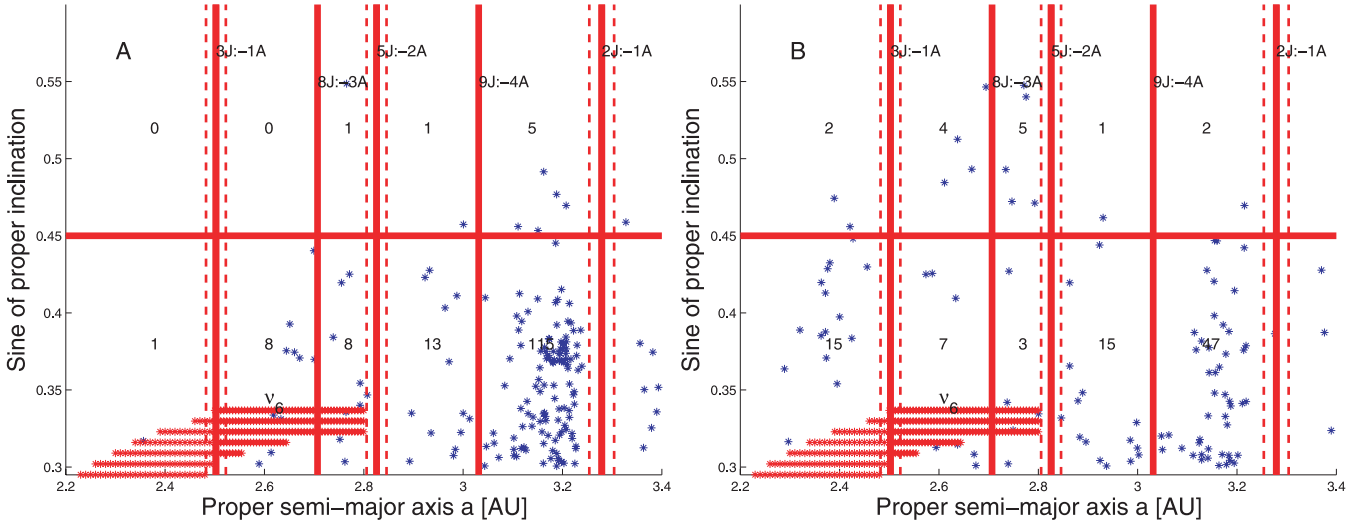 A
3J:−1A
5J:−2A
2J:−1A
8J:−3A
9J:−4A
0 0 1 1 5
1 8 8 13 115
ν6
0.55
0.5
0.45
0.4
0.35
0.3
2.2 2.4 2.6 2.8 3 3.2 3.4
Sine of proper inclination
Proper semi−major axis a [AU]
B
3J:−1A
5J:−2A
2J:−1A
8J:−3A
9J:−4A
2 4 5 1 2
15 7 3 15 47
ν6
0.55
0.5
0.45
0.4
0.35
0.3
2.2 2.4 2.6 2.8 3 3.2 3.4
Sine of proper inclination
Proper semi−major axis a [AU]